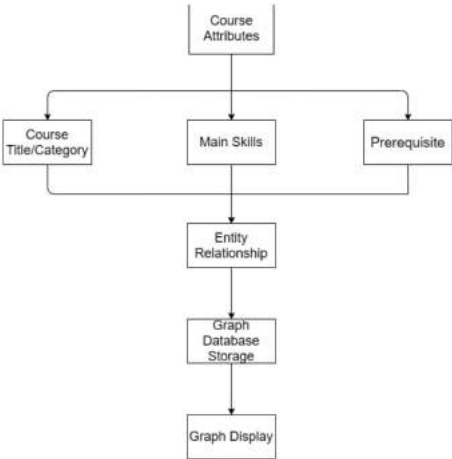 Course
Attributes
Course
Title/Category
Main Skills
Prerequisite
Entity
Relationship
Graph
Database
Storage
Graph Display